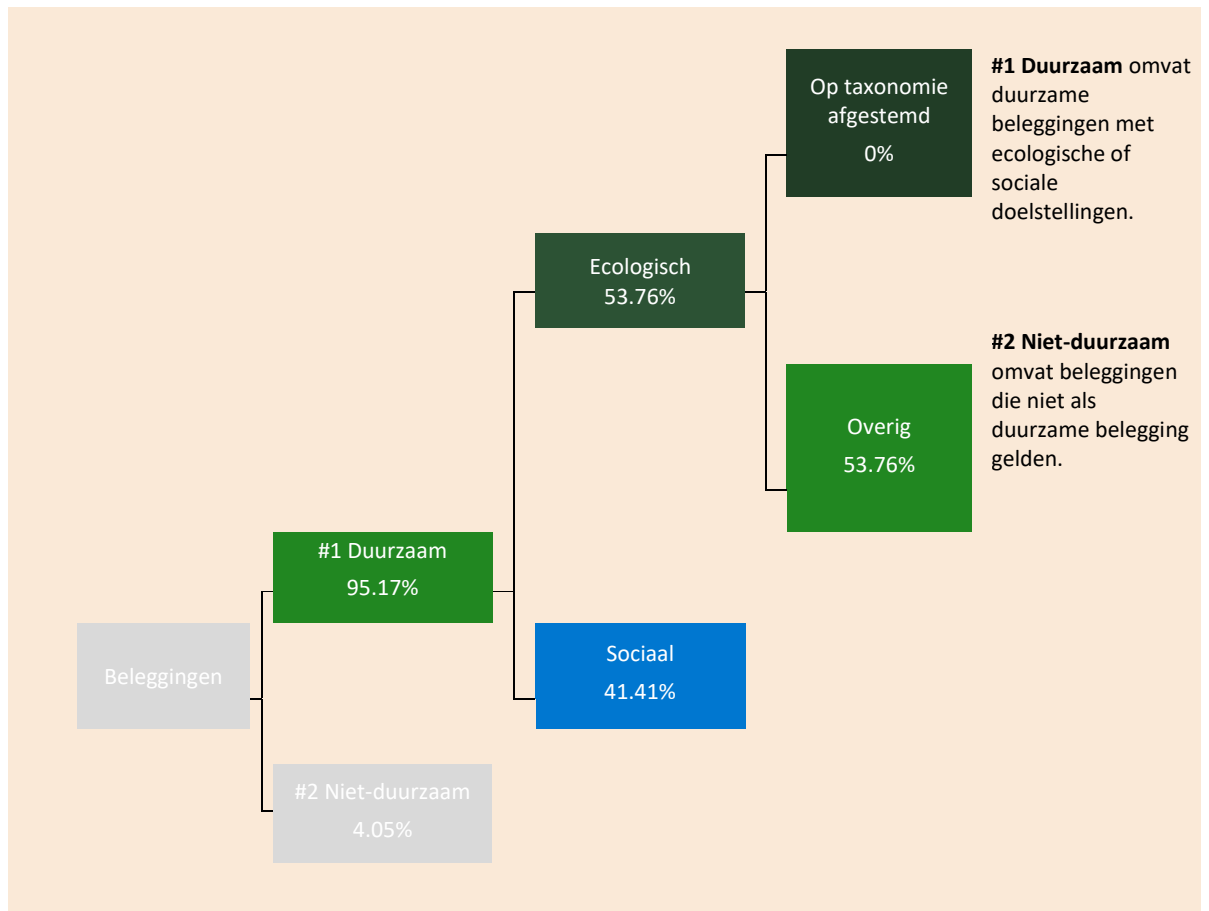 Op taxonomie
afgestemd
0%
#1 Duurzaam omvat
duurzame
beleggingen met
ecologische of
sociale
doelstellingen.
Ecologisch
53.76%
#2 Niet-duurzaam
omvat beleggingen
die niet als
duurzame belegging
gelden.
Overig
53.76%
#1 Duurzaam
95.17%
Beleggingen
Sociaal
41.41%
#2 Niet-duurzaam
4.05%